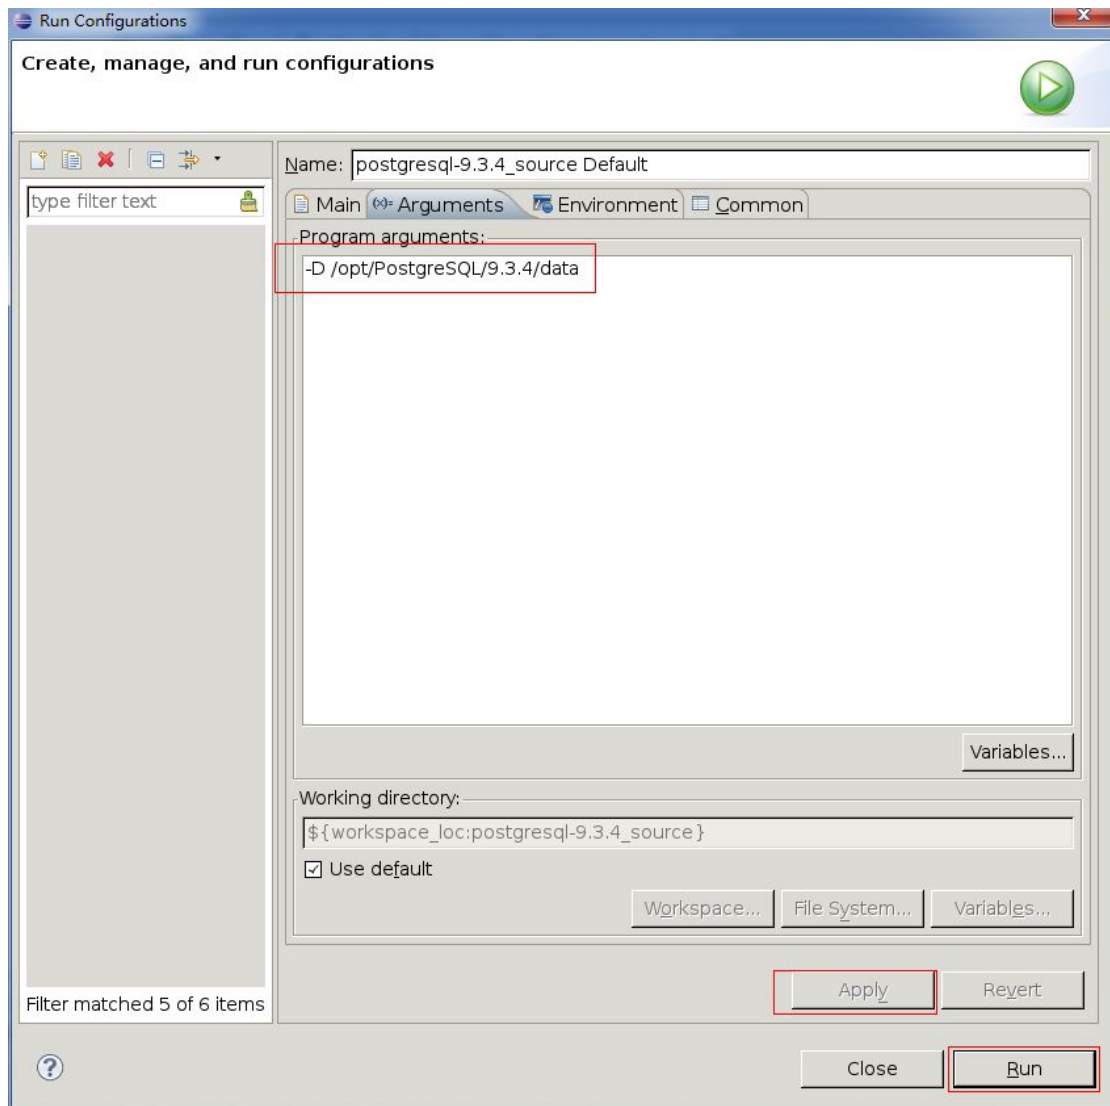 Run Configurations
Create, manage, and run configurations
Name: postgresql-9.3.4_source Default
type filter text
Main (x)= Arguments Environment Common
Program arguments:
-D /opt/PostgreSQL/9.3.4/data
Variables...
Working directory:
${workspace_loc:postgresql-9.3.4_source}
Use default
Workspace... File System... Variables...
Filter matched 5 of 6 items
Apply Revert
? Close Run